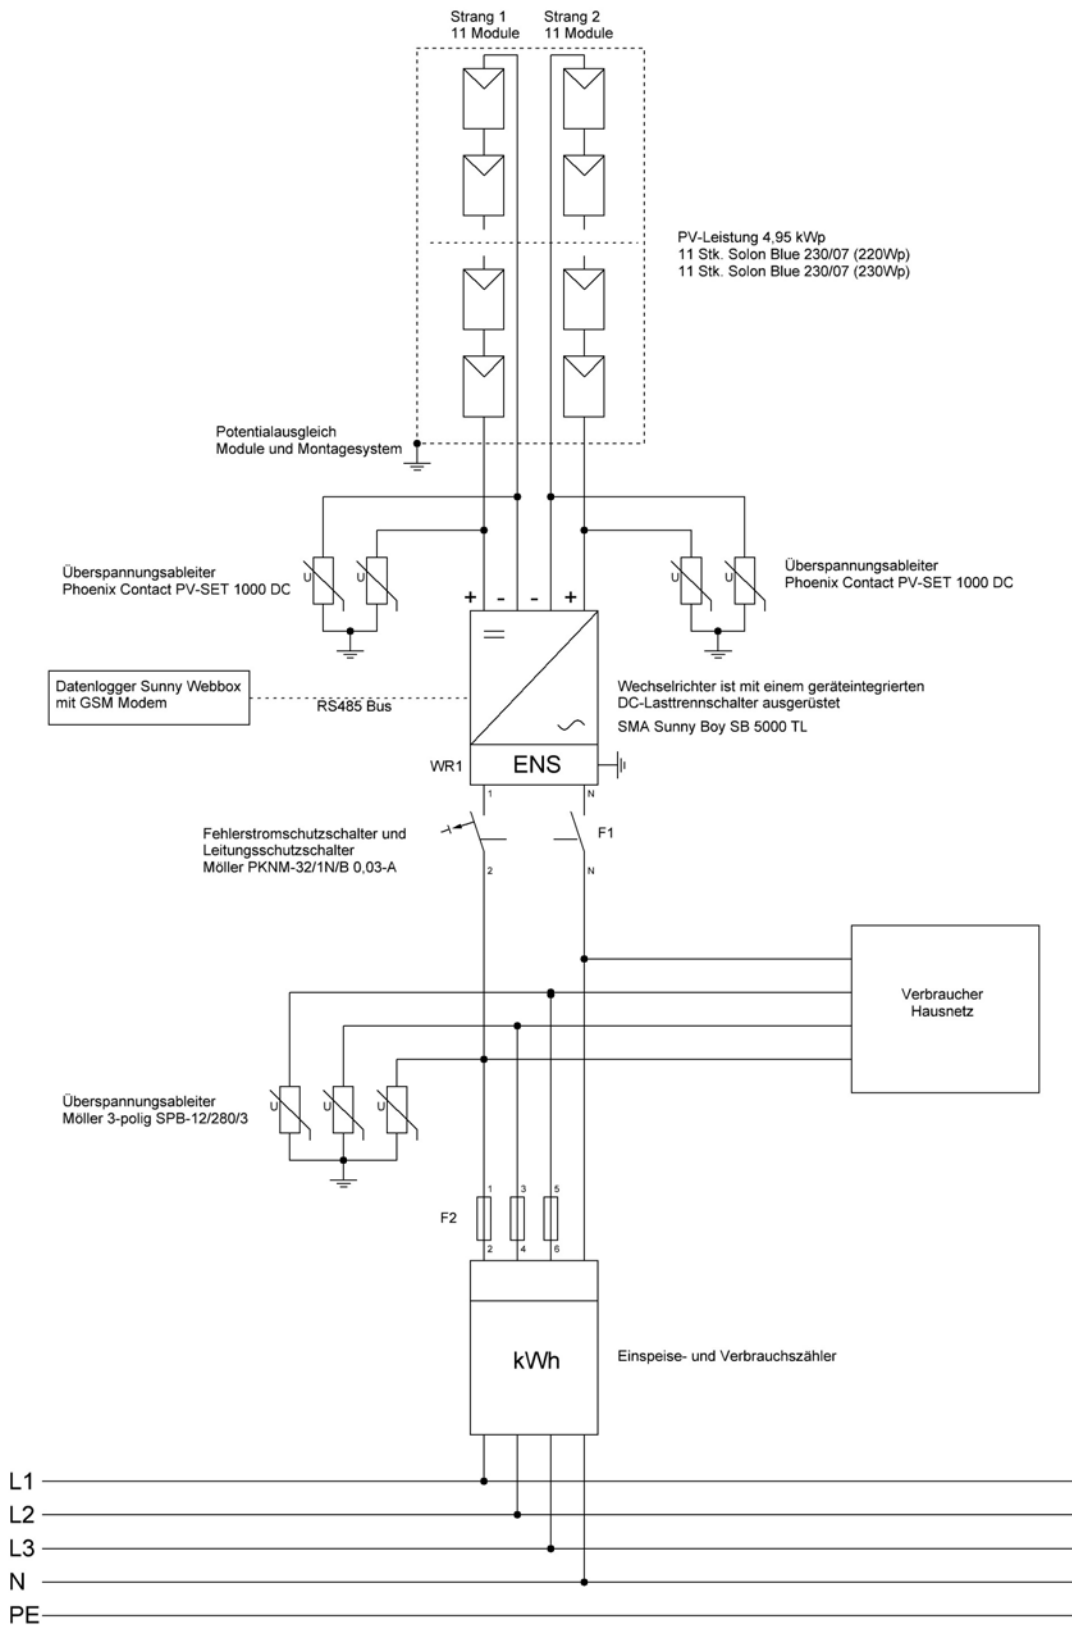 Strang 1
11 Module
Strang 2
11 Module
PV-Leistung 4,95 kWp
11 Stk. Solon Blue 230/07 (220Wp)
11 Stk. Solon Blue 230/07 (230Wp)
Potentialausgleich
Module und Montagesystem
Überspannungsableiter
Phoenix Contact PV-SET 1000 DC
U
U
U
U
Überspannungsableiter
Phoenix Contact PV-SET 1000 DC
+ - - +
Datenlogger Sunny Webbox
mit GSM Modem
RS485 Bus
Wechselrichter ist mit einem geräteintegrierten
DC-Lasttrennschalter ausgerüstet
SMA Sunny Boy SB 5000 TL
WR1
ENS
1
N
Fehlerstromschutzschalter und
Leitungsschutzschalter
Möller PKNM-32/1N/B 0,03-A
F1
2
N
Verbraucher
Hausnetz
Überspannungsableiter
Möller 3-polig SPB-12/280/3
U
U
U
F2
1
3
5
2
4
6
kWh
Einspeise- und Verbrauchszähler
L1
L2
L3
N
PE